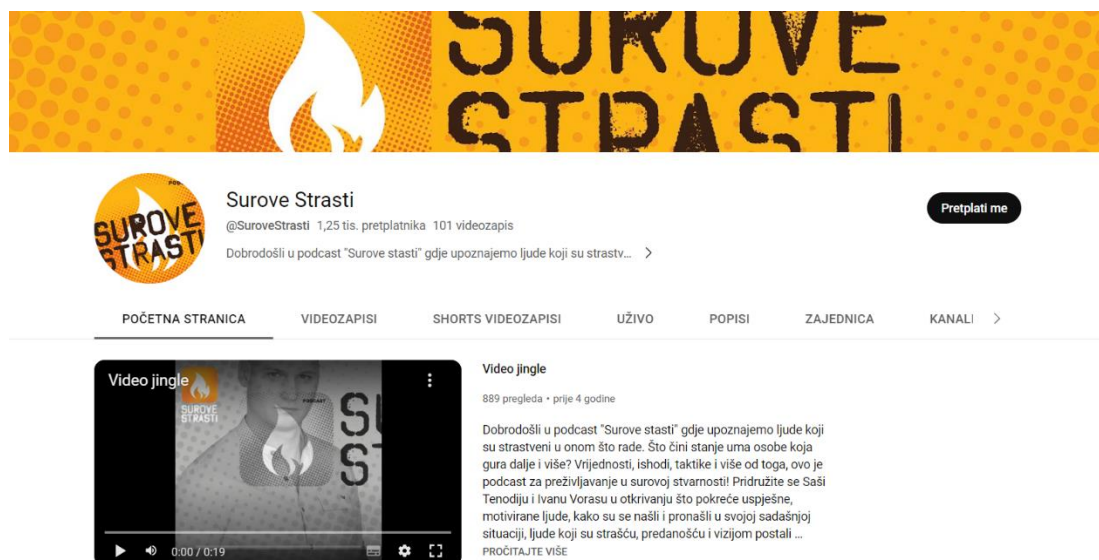 SUROVE
STRASTI
PODCAST
SUROVE
STRASTI
Surove Strasti
@SuroveStrasti 1,25 tis. pretplatnika 101 videozapis
Dobrodošli u podcast "Surove stasti" gdje upoznajemo ljude koji su strastv... >
Pretplati me
POČETNA STRANICA VIDEOZAPISI SHORTS VIDEOZAPISI UŽIVO POPISI ZAJEDNICA KANALI >
Video jingle
SUROVE
STRASTI
PODCAST
0:00 / 0:19
Video jingle
889 pregleda • prije 4 godine
Dobrodošli u podcast "Surove stasti" gdje upoznajemo ljude koji
su strastveni u onom što rade. Što čini stanje uma osobe koja
gura dalje i više? Vrijednosti, ishodi, taktike i više od toga, ovo je
podcast za preživljavanje u surovoj stvarnosti! Pridružite se Saši
Tenodiju i Ivanu Vorasu u otkrivanju što pokreće uspješne,
motivirane ljude, kako su se našli i pronašli u svojoj sadašnjoj
situaciji, ljude koji su strašću, predanošću i vizijom postali ...
PROČITAJTE VIŠE